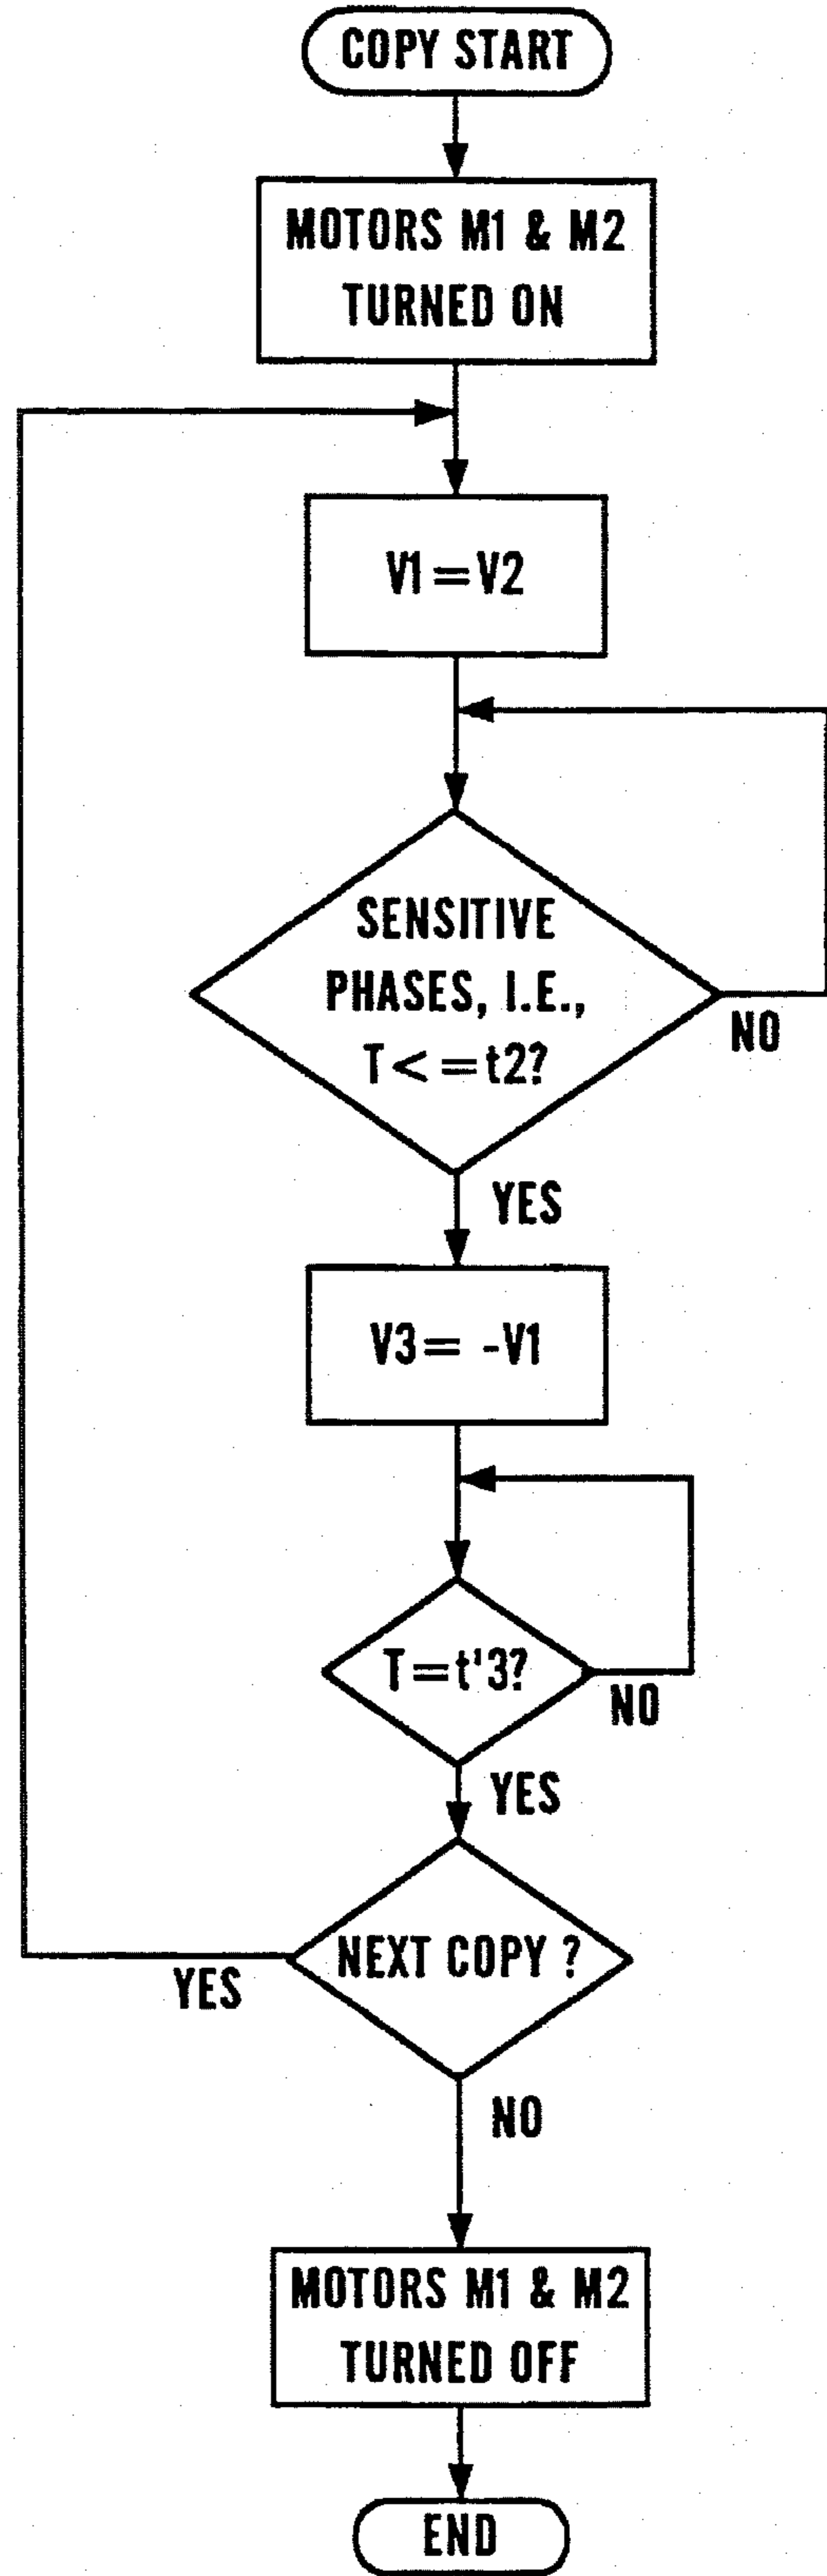 COPY START
MOTORS M1 & M2
TURNED ON
V1=V2
SENSITIVE
PHASES, I.E.,
T<=t2?
NO
YES
V3= -V1
T=t'3?
NO
YES
NEXT COPY ?
YES
NO
MOTORS M1 & M2
TURNED OFF
END